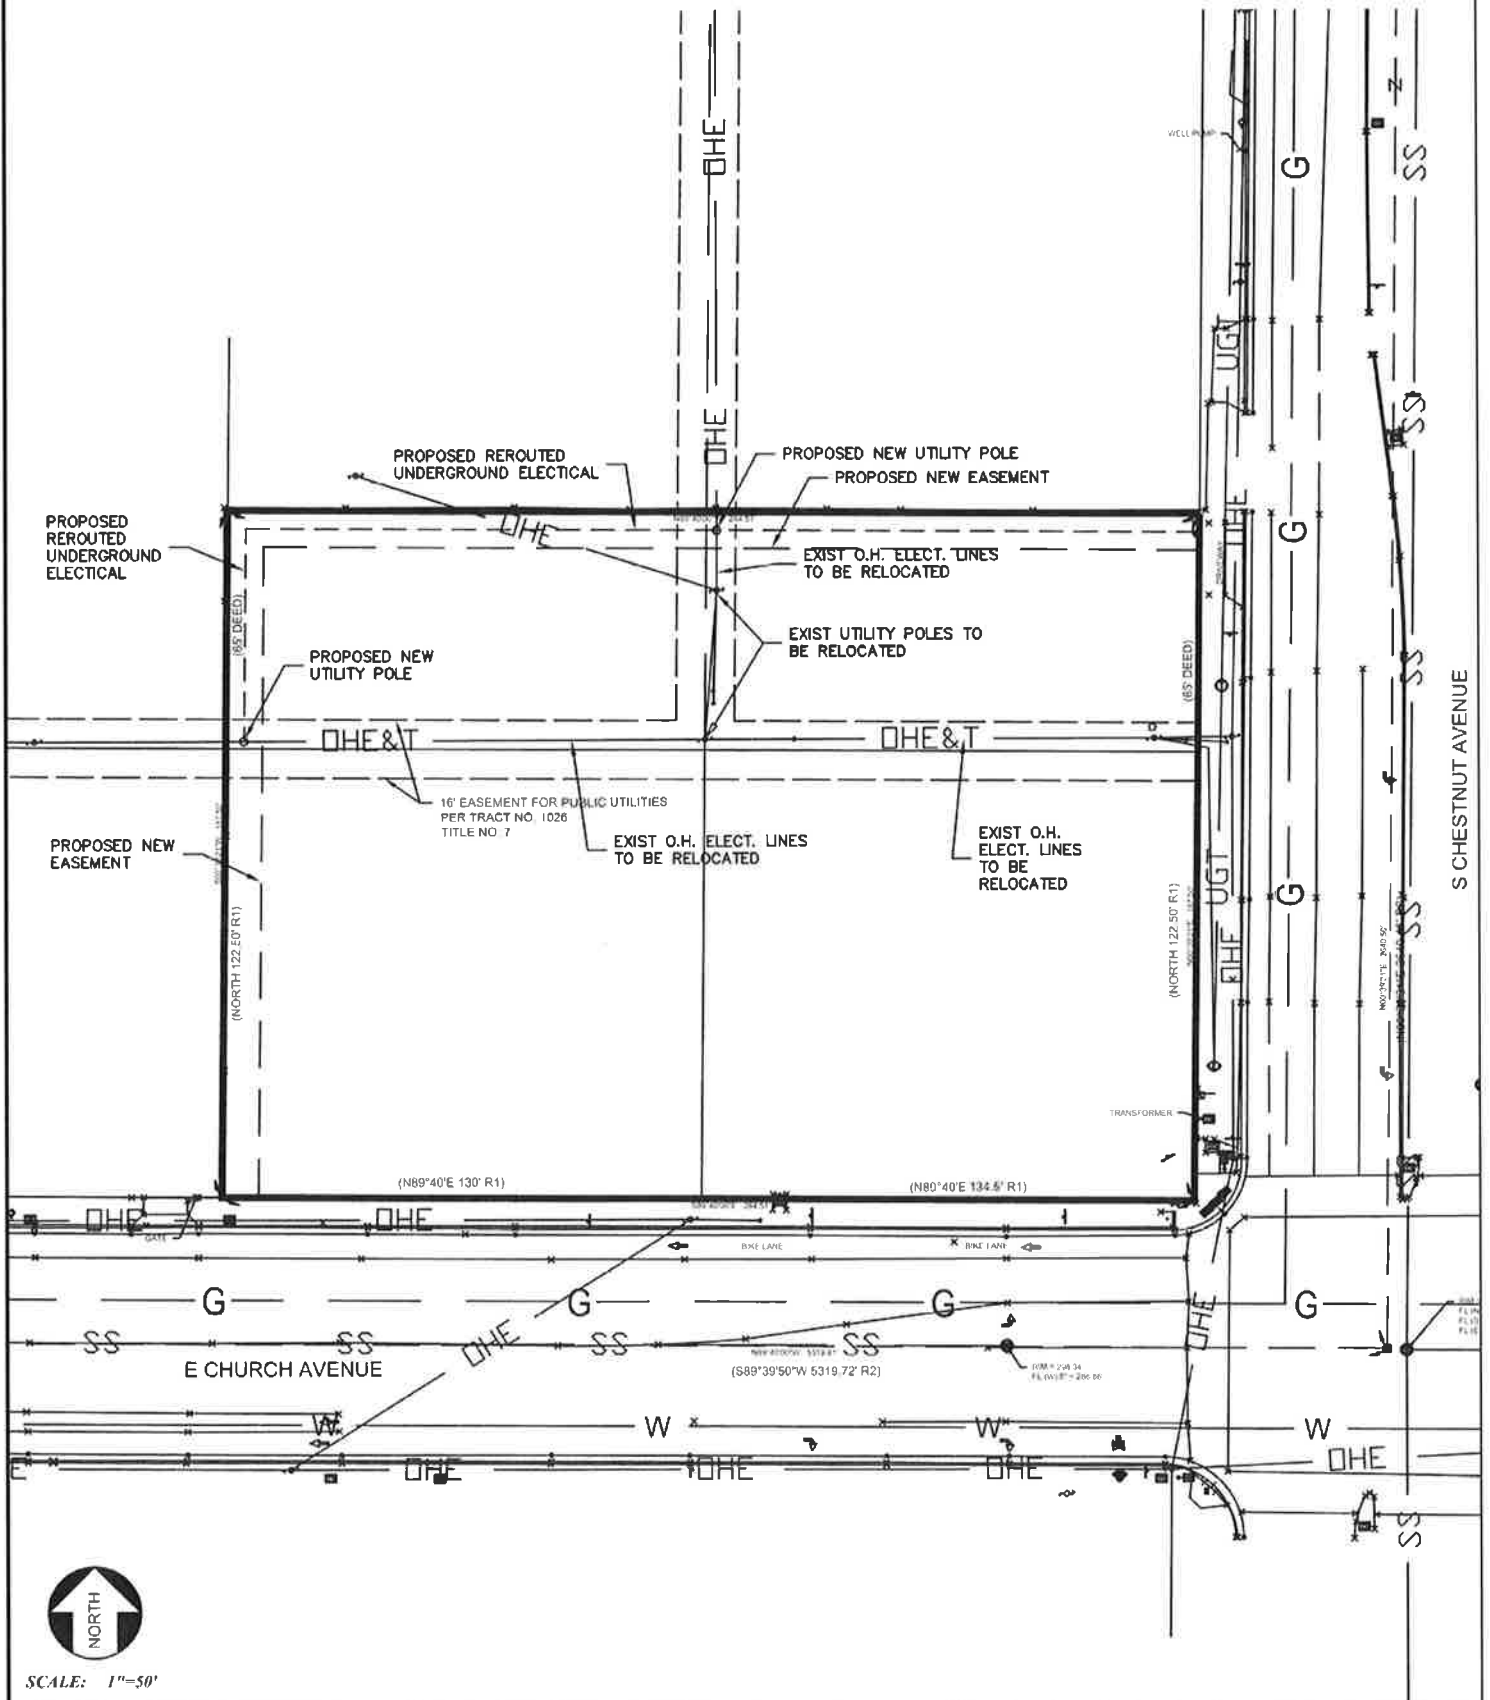 OHE
WELL PUMP
G
Z
SS
UGT
OHE
SS
PROPOSED REROUTED
UNDERGROUND ELECTICAL
PROPOSED NEW UTILITY POLE
PROPOSED NEW EASEMENT
PROPOSED
REROUTED
UNDERGROUND
ELECTICAL
OHE
OHE
G
EXIST O.H. ELECT. LINES
TO BE RELOCATED
DRIVEWAY
(65' DEED)
EXIST UTILITY POLES TO
BE RELOCATED
(65' DEED)
SS
PROPOSED NEW
UTILITY POLE
OHE&T
OHE&T
S CHESTNUT AVENUE
16' EASEMENT FOR PUBLIC UTILITIES
PER TRACT NO. 1026
TITLE NO. 7
EXIST O.H. ELECT. LINES
TO BE RELOCATED
EXIST O.H.
ELECT. LINES
TO BE
RELOCATED
PROPOSED NEW
EASEMENT
UGT
G
SS
(NORTH 122.50' R1)
(NORTH 122.50' R1)
OHE
TRANSFORMER
(N89°40'E 130' R1)
(N80°40'E 134.5' R1)
OHE
OHE
GATE
BIKE LANE
BIKE LANE
G
G
G
G
OHE
SS
SS
OHE
SS
SS
E CHURCH AVENUE
(S89°39'50"W 5319.72' R2)
W
W
W
W
OHE
E
OHE
OHE
OHE
SS
NORTH
SCALE: 1"=50'